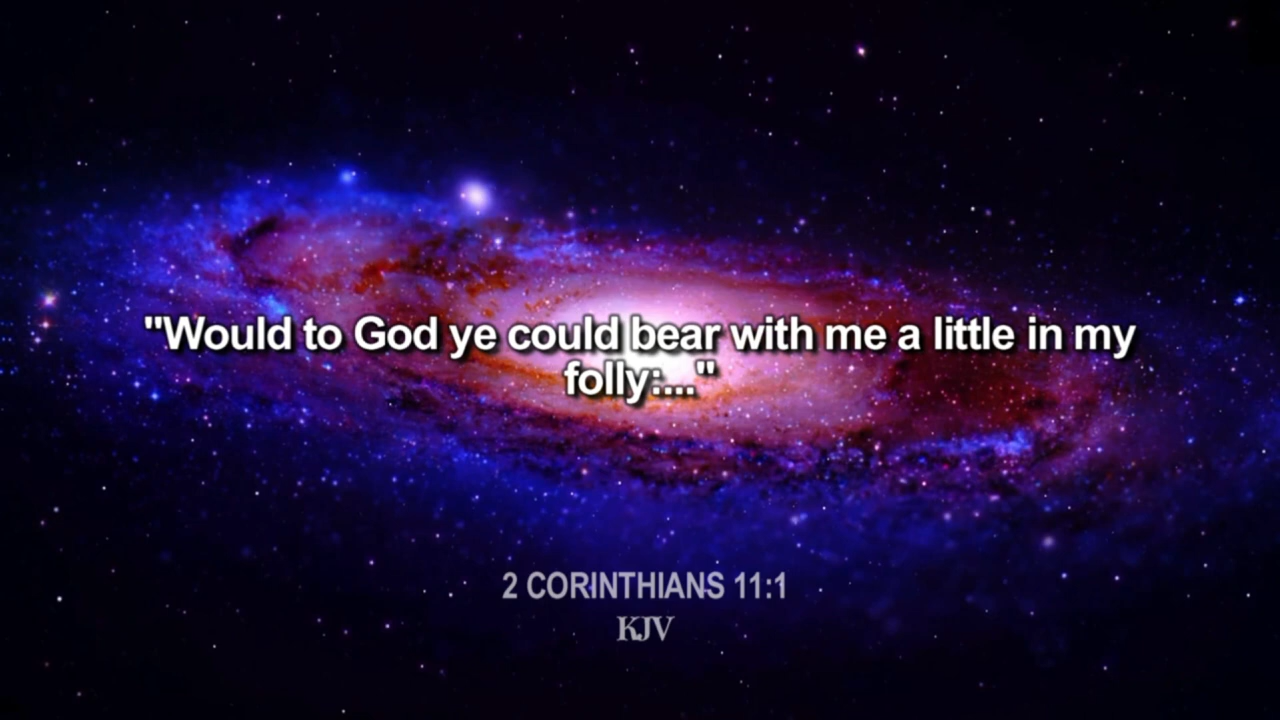 "Would to God ye could bear with me a little in my
folly:..."
2 CORINTHIANS 11:1
KJV